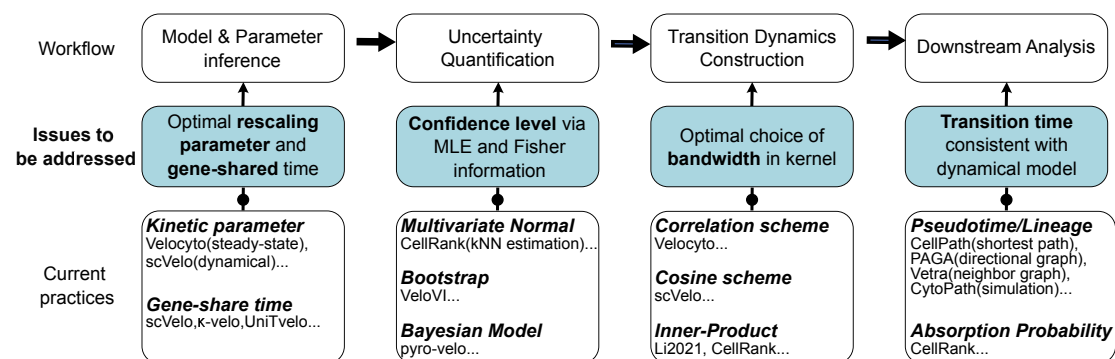 Workflow
Model & Parameter
inference
Uncertainty
Quantification
Transition Dynamics
Construction
Downstream Analysis
Issues to
be addressed
Optimal rescaling
parameter and
gene-shared time
Confidence level via
MLE and Fisher
information
Optimal choice of
bandwidth in kernel
Transition time
consistent with
dynamical model
Current
practices
Kinetic parameter
Velocyto(steady-state),
scVelo(dynamical)...
Gene-share time
scVelo,κ-velo,UniTvelo...
Multivariate Normal
CellRank(kNN estimation)...
Bootstrap
VeloVI...
Bayesian Model
pyro-velo...
Correlation scheme
Velocyto...
Cosine scheme
scVelo...
Inner-Product
Li2021, CellRank...
Pseudotime/Lineage
CellPath(shortest path),
PAGA(directional graph),
Vetra(neighbor graph),
CytoPath(simulation)...
Absorption Probability
CellRank...